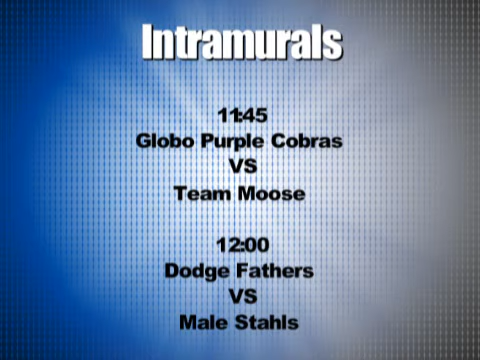 Intramurals
11:45
Globo Purple Cobras
VS
Team Moose
12:00
Dodge Fathers
VS
Male Stahls